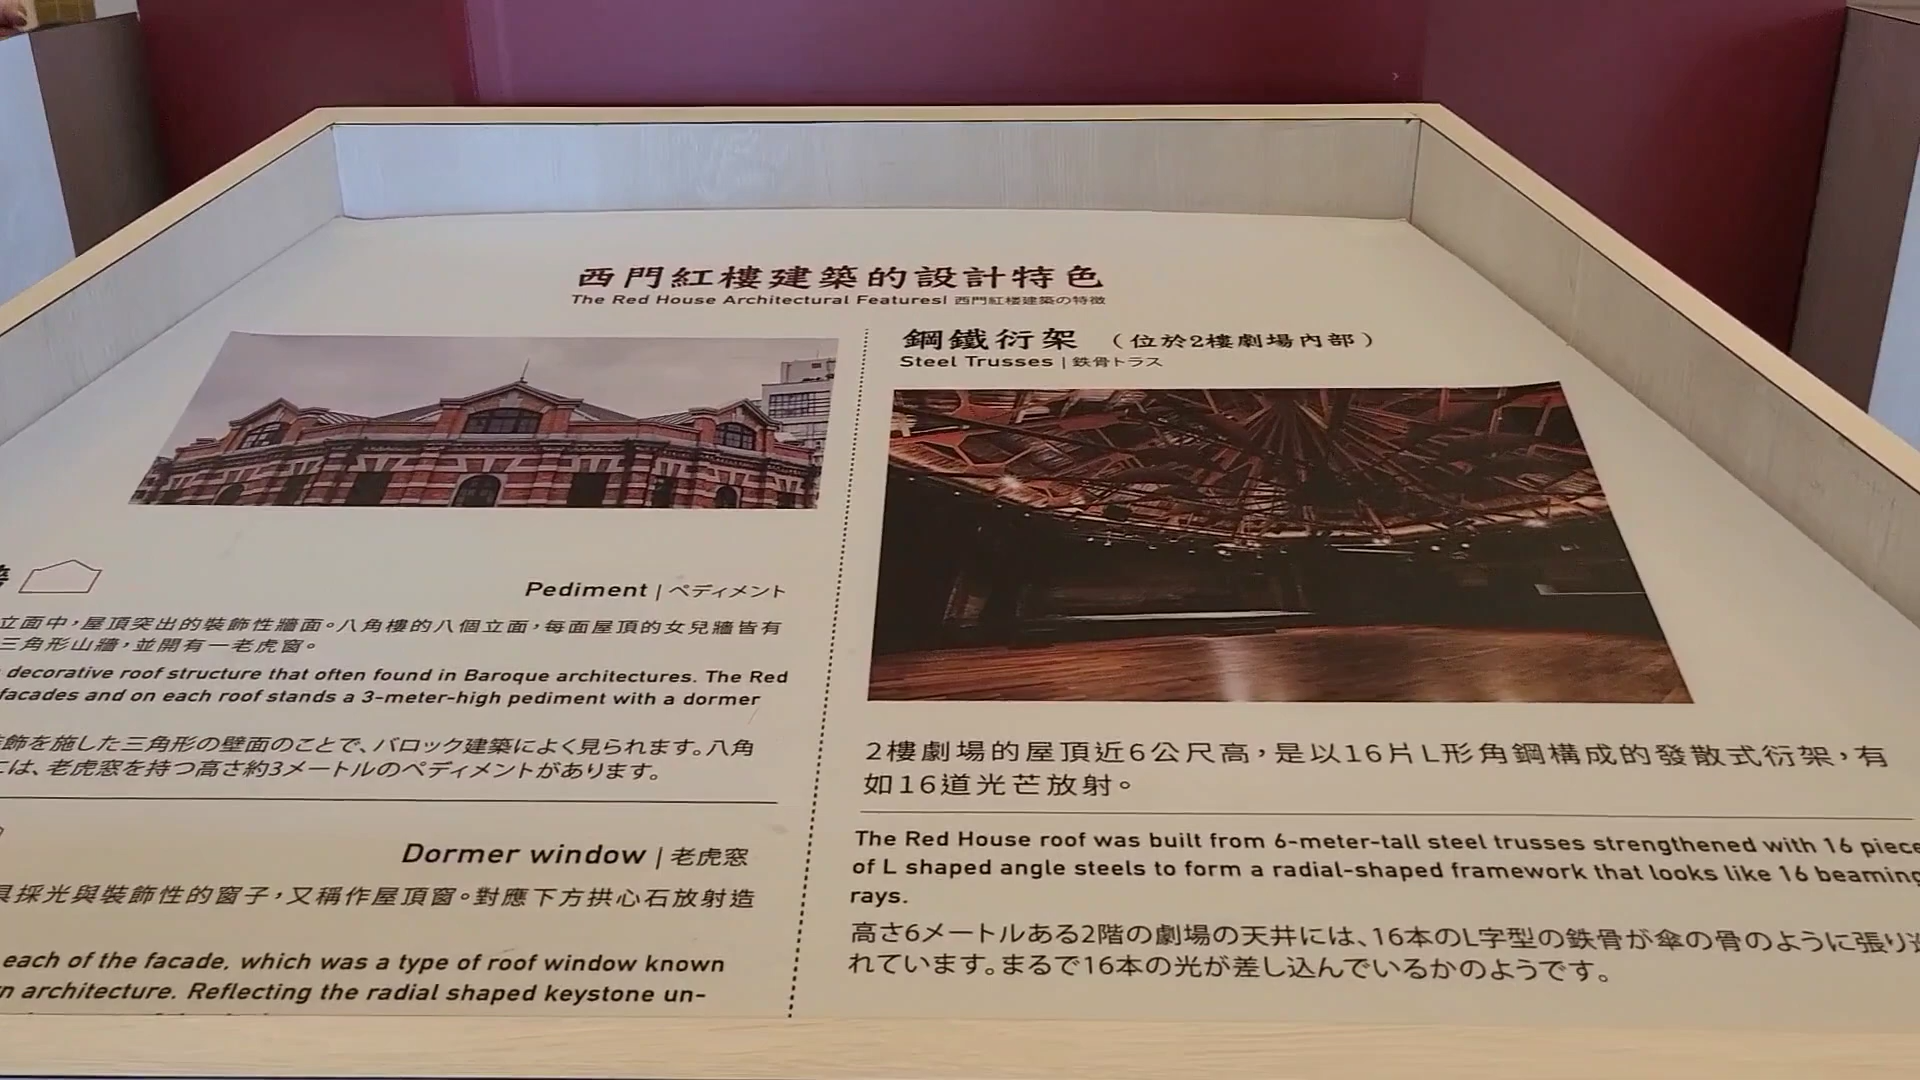 西門紅樓建築的設計特色
The Red House Architectural Features| 西門紅楼建築の特徴
Pediment | ペディメント
立面中，屋頂突出的裝飾性牆面。八角樓的八個立面，每面屋頂的女兒牆皆有
三角形山牆，並開有一老虎窗。
decorative roof structure that often found in Baroque architectures. The Red
facades and on each roof stands a 3-meter-high pediment with a dormer
飾を施した三角形の壁面のことで、バロック建築によく見られます。八角
には、老虎窓を持つ高さ約3メートルのペディメントがあります。
Dormer window | 老虎窓
具採光與裝飾性的窗子，又稱作屋頂窗。對應下方拱心石放射造
each of the facade, which was a type of roof window known
architecture. Reflecting the radial shaped keystone un-
鋼鐵衍架 （位於2樓劇場內部）
Steel Trusses | 鉄骨トラス
2樓劇場的屋頂近6公尺高，是以16片L形角鋼構成的發散式衍架，有
如16道光芒放射。
The Red House roof was built from 6-meter-tall steel trusses strengthened with 16 piece
of L shaped angle steels to form a radial-shaped framework that looks like 16 beaming
rays.
高さ6メートルある2階の劇場の天井には、16本のL字型の鉄骨が傘の骨のように張り
れています。まるで16本の光が差し込んでいるかのようです。